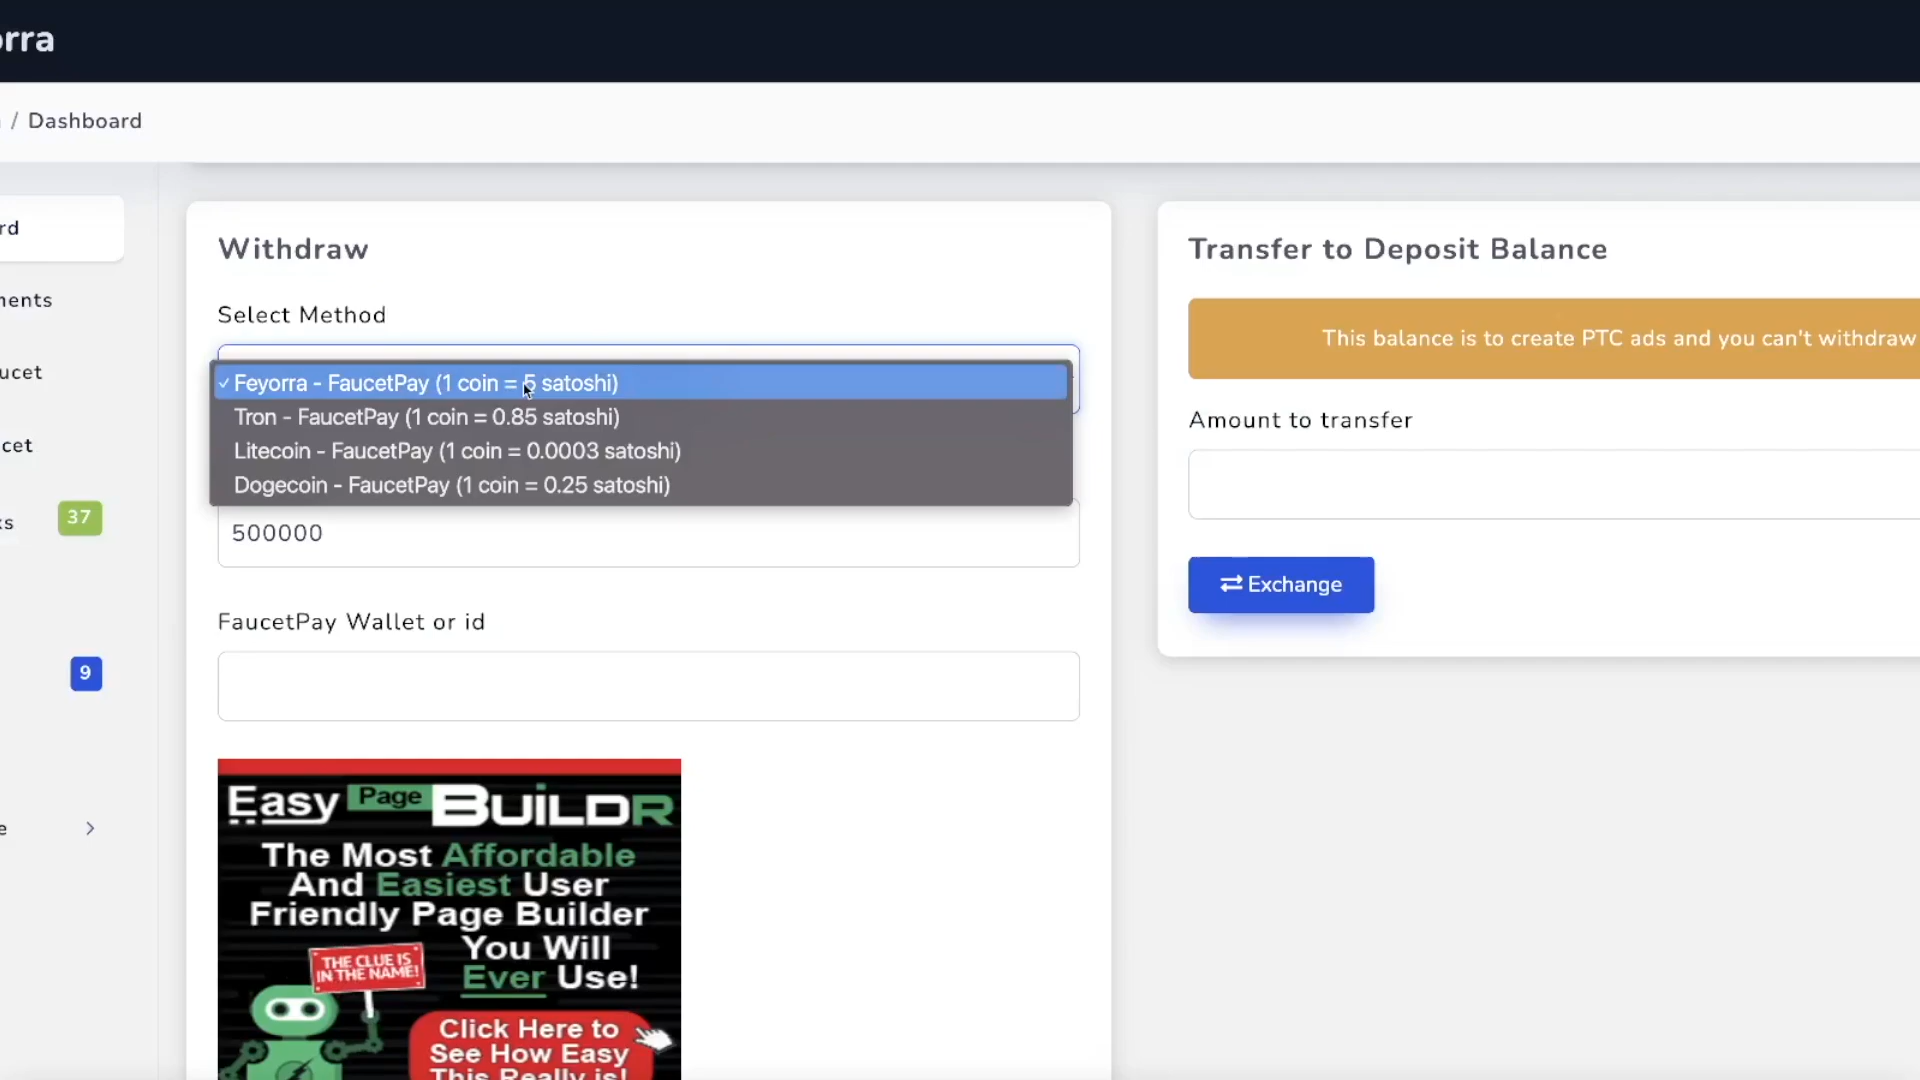 orra
/ Dashboard
rd
nents
ucet
cet
ks
37
9
e
Withdraw
Select Method
✓ Feyorra - FaucetPay (1 coin = 5 satoshi)
Tron - FaucetPay (1 coin = 0.85 satoshi)
Litecoin - FaucetPay (1 coin = 0.0003 satoshi)
Dogecoin - FaucetPay (1 coin = 0.25 satoshi)
500000
FaucetPay Wallet or id
Easy Page BUILDR
The Most Affordable
And Easiest User
Friendly Page Builder
You Will
Ever Use!
THE CLUE IS
IN THE NAME!
Click Here to
See How Easy
This Really is!
Transfer to Deposit Balance
This balance is to create PTC ads and you can't withdraw
Amount to transfer
Exchange